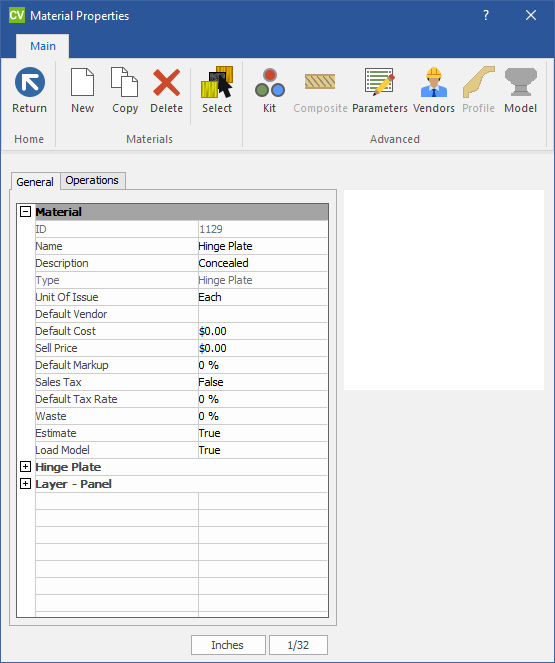 CV Material Properties ? ×
Main
Return New Copy Delete Select Kit Composite Parameters Vendors Profile Model
Home Materials Advanced
General Operations
Material
ID 1129
Name Hinge Plate
Description Concealed
Type Hinge Plate
Unit Of Issue Each
Default Vendor
Default Cost $0.00
Sell Price $0.00
Default Markup 0 %
Sales Tax False
Default Tax Rate 0 %
Waste 0 %
Estimate True
Load Model True
Hinge Plate
Layer - Panel
Inches 1/32